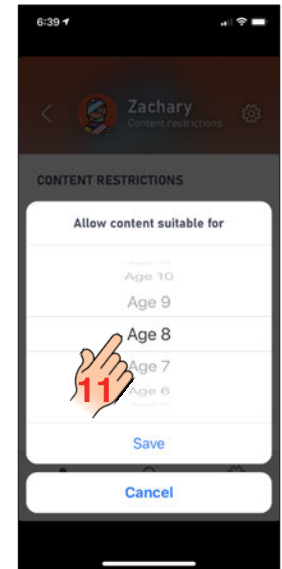 6:39
Zachary
Content restrictions
CONTENT RESTRICTIONS
Allow content suitable for
Age 10
Age 9
Age 8
Age 7
Age 6
11
Save
Cancel